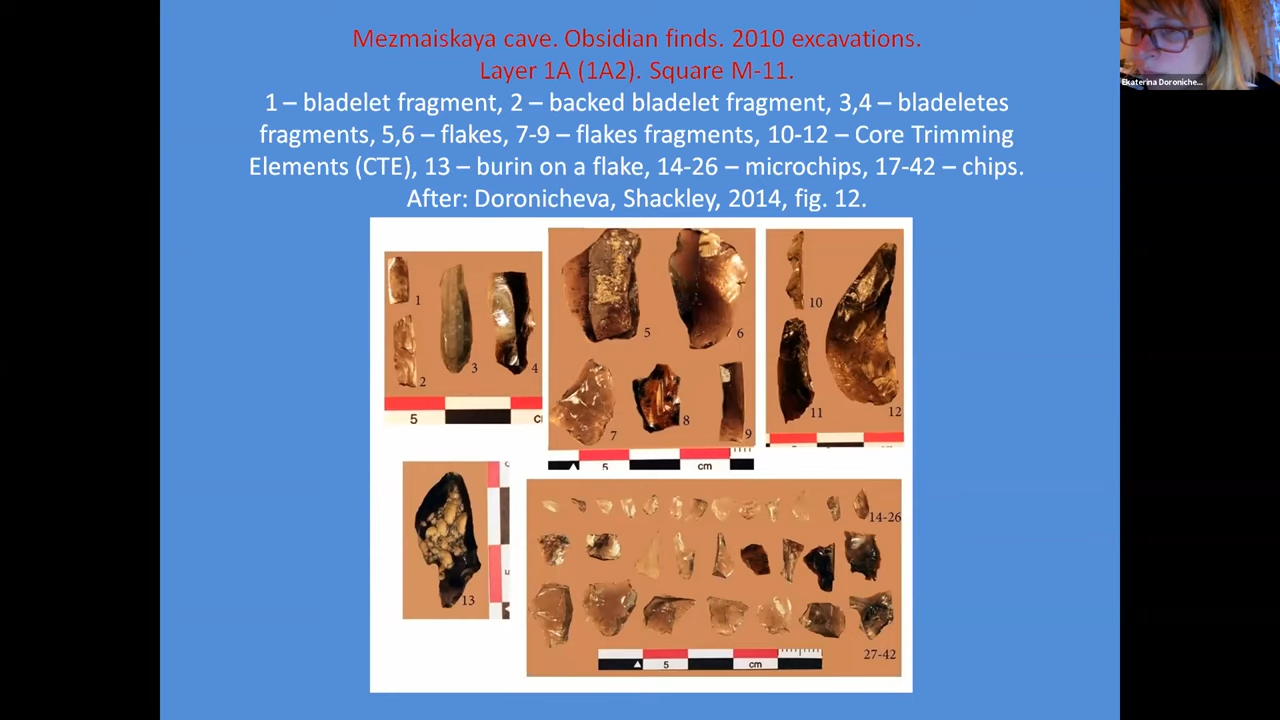 Mezmaiskaya cave. Obsidian finds. 2010 excavations.
Layer 1A (1A2). Square M-11.
1 – bladelet fragment, 2 – backed bladelet fragment, 3,4 – bladeletes
fragments, 5,6 – flakes, 7-9 – flakes fragments, 10-12 – Core Trimming
Elements (CTE), 13 – burin on a flake, 14-26 – microchips, 17-42 – chips.
After: Doronicheva, Shackley, 2014, fig. 12.
Ekaterina Doroniche...
1
2
3
4
5
5
6
7
8
9
5 cm
10
11
12
13
14-26
27-42
5 cm